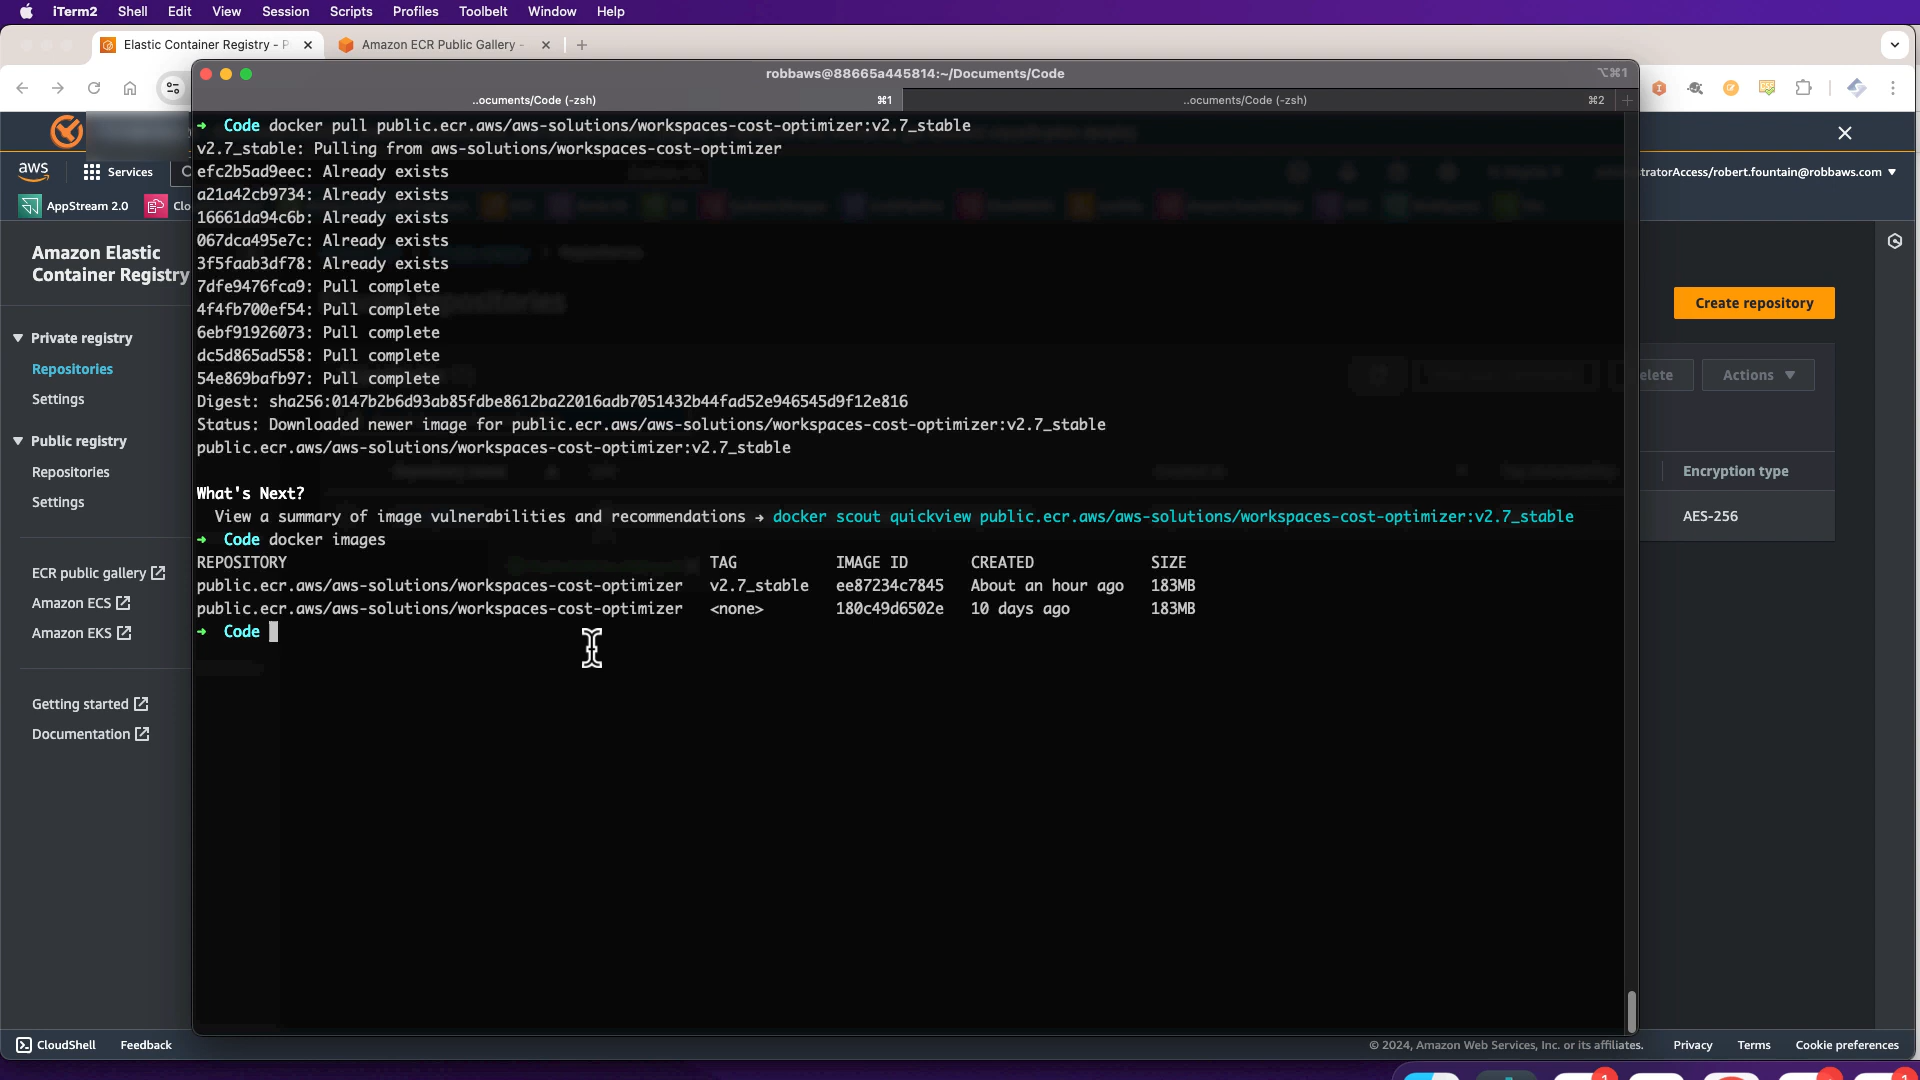 iTerm2 Shell Edit View Session Scripts Profiles Toolbelt Window Help
Elastic Container Registry - P
Amazon ECR Public Gallery -
robbaws@88665a445814:~/Documents/Code
⌥⌘1
..ocuments/Code (-zsh) ⌘1
..ocuments/Code (-zsh) ⌘2
aws Services
tratorAccess/robert.fountain@robbaws.com
AppStream 2.0 Clo
Amazon Elastic
Container Registry
Private registry
Repositories
Settings
Public registry
Repositories
Settings
ECR public gallery
Amazon ECS
Amazon EKS
Getting started
Documentation
➜ Code docker pull public.ecr.aws/aws-solutions/workspaces-cost-optimizer:v2.7_stable
v2.7_stable: Pulling from aws-solutions/workspaces-cost-optimizer
efc2b5ad9eec: Already exists
a21a42cb9734: Already exists
16661da94c6b: Already exists
067dca495e7c: Already exists
3f5faab3df78: Already exists
7dfe9476fca9: Pull complete
4f4fb700ef54: Pull complete
6ebf91926073: Pull complete
dc5d865ad558: Pull complete
54e869bafb97: Pull complete
Digest: sha256:0147b2b6d93ab85fdbe8612ba22016adb7051432b44fad52e946545d9f12e816
Status: Downloaded newer image for public.ecr.aws/aws-solutions/workspaces-cost-optimizer:v2.7_stable
public.ecr.aws/aws-solutions/workspaces-cost-optimizer:v2.7_stable
What's Next?
View a summary of image vulnerabilities and recommendations → docker scout quickview public.ecr.aws/aws-solutions/workspaces-cost-optimizer:v2.7_stable
➜ Code docker images
REPOSITORY TAG IMAGE ID CREATED SIZE
public.ecr.aws/aws-solutions/workspaces-cost-optimizer v2.7_stable ee87234c7845 About an hour ago 183MB
public.ecr.aws/aws-solutions/workspaces-cost-optimizer <none> 180c49d6502e 10 days ago 183MB
➜ Code
Create repository
elete
Actions
Encryption type
AES-256
CloudShell Feedback
© 2024, Amazon Web Services, Inc. or its affiliates. Privacy Terms Cookie preferences